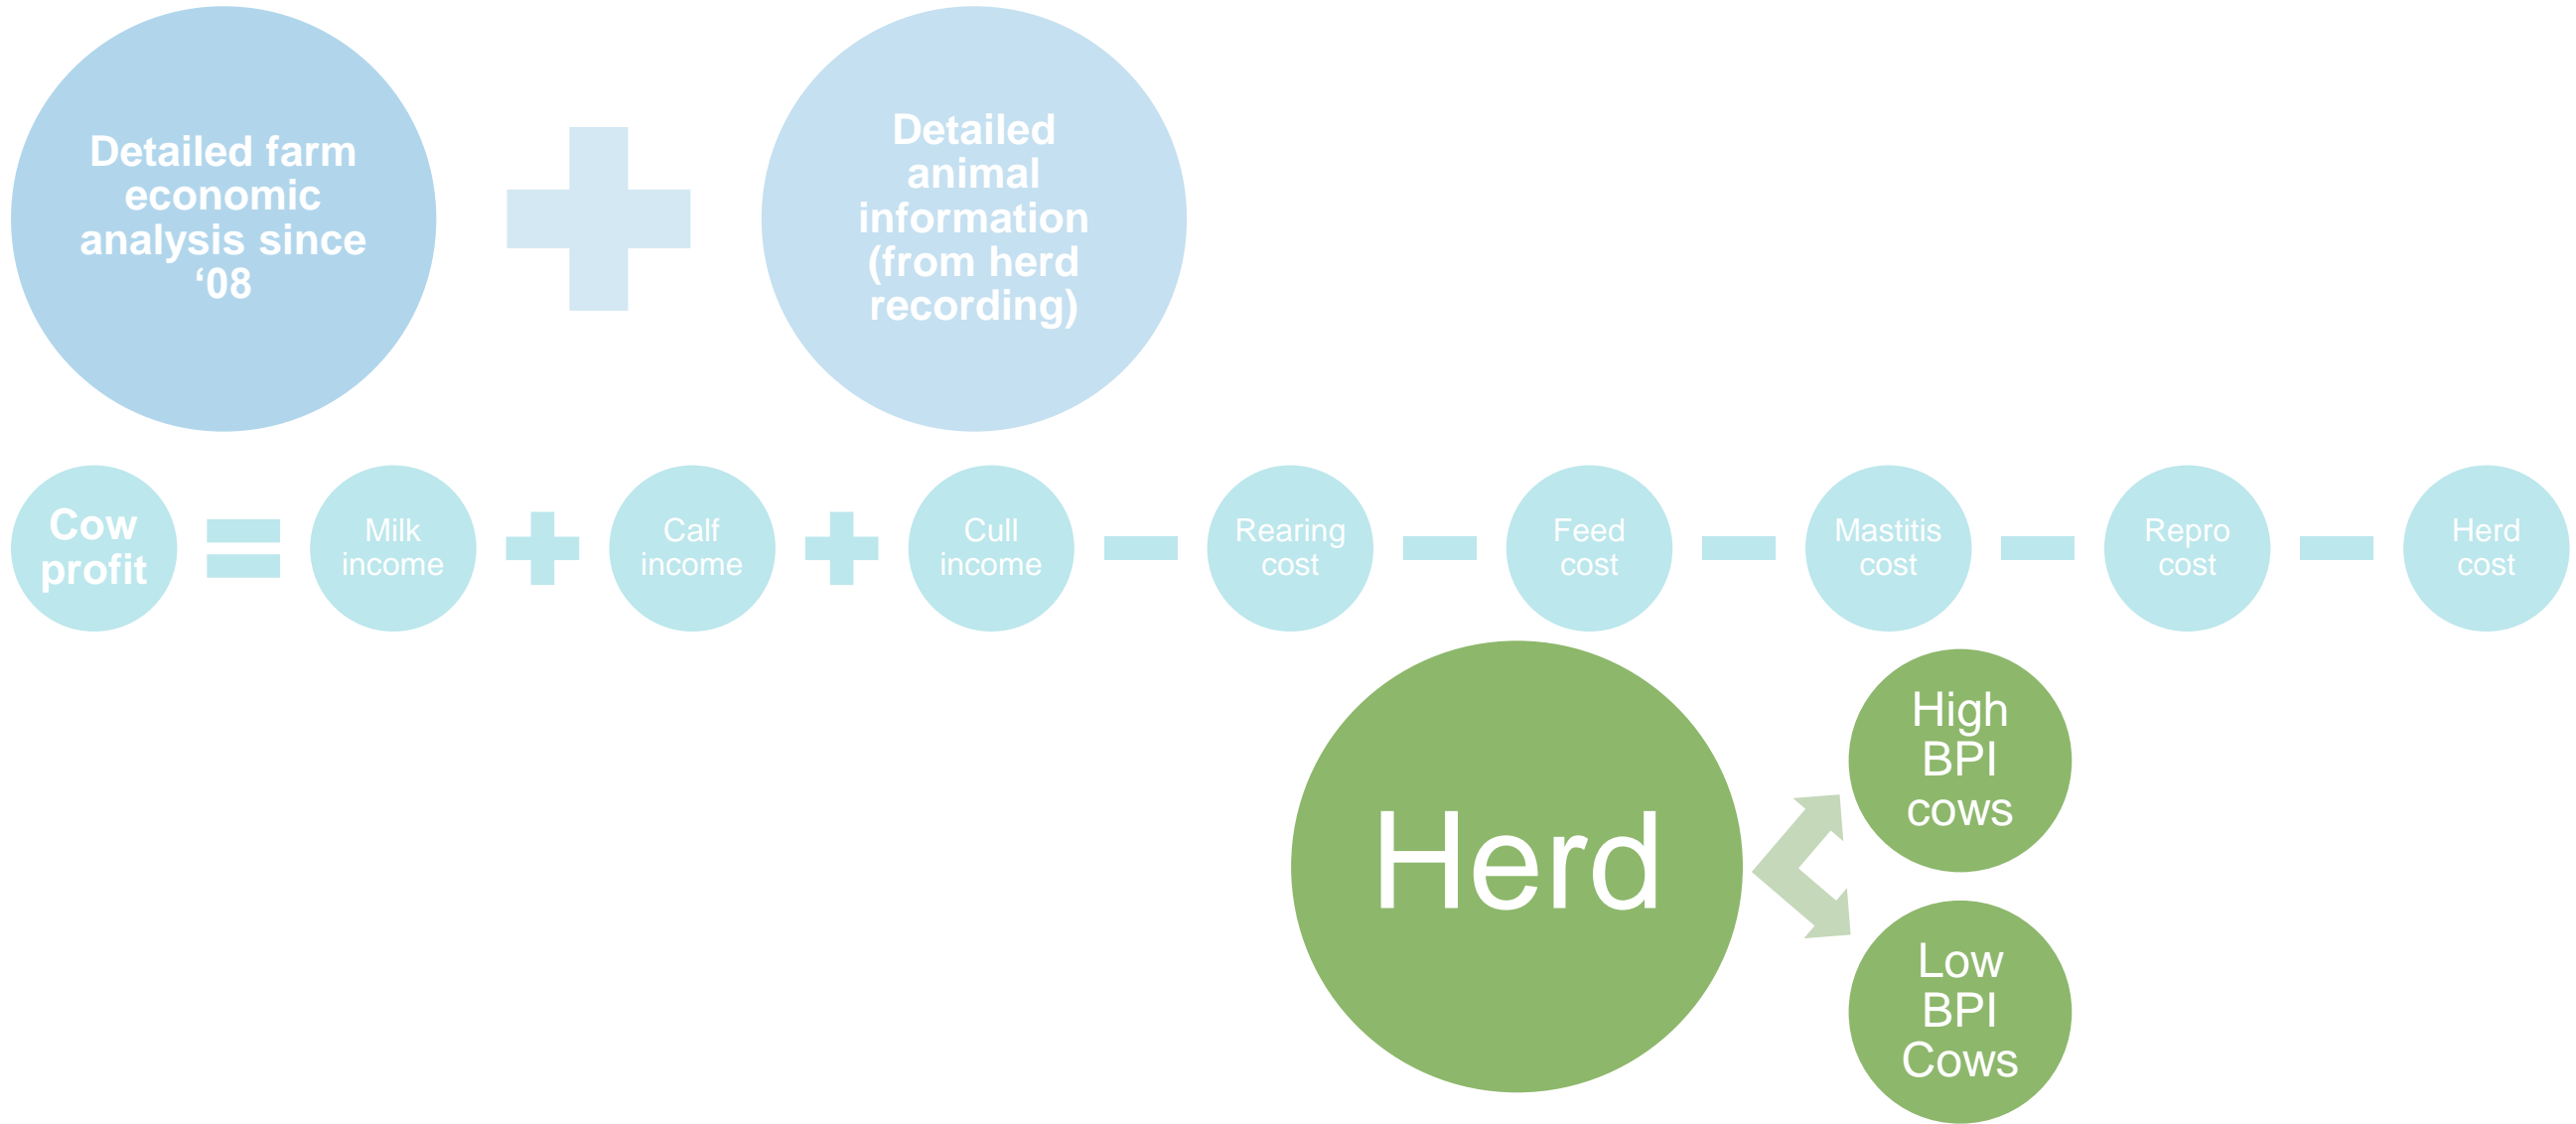 Detailed farm
economic
analysis since
‘08
Detailed
animal
information
(from herd
recording)
Cow
profit
Milk
income
Calf
income
Cull
income
Rearing
cost
Feed
cost
Mastitis
cost
Repro
cost
Herd
cost
Herd
High
BPI
cows
Low
BPI
Cows